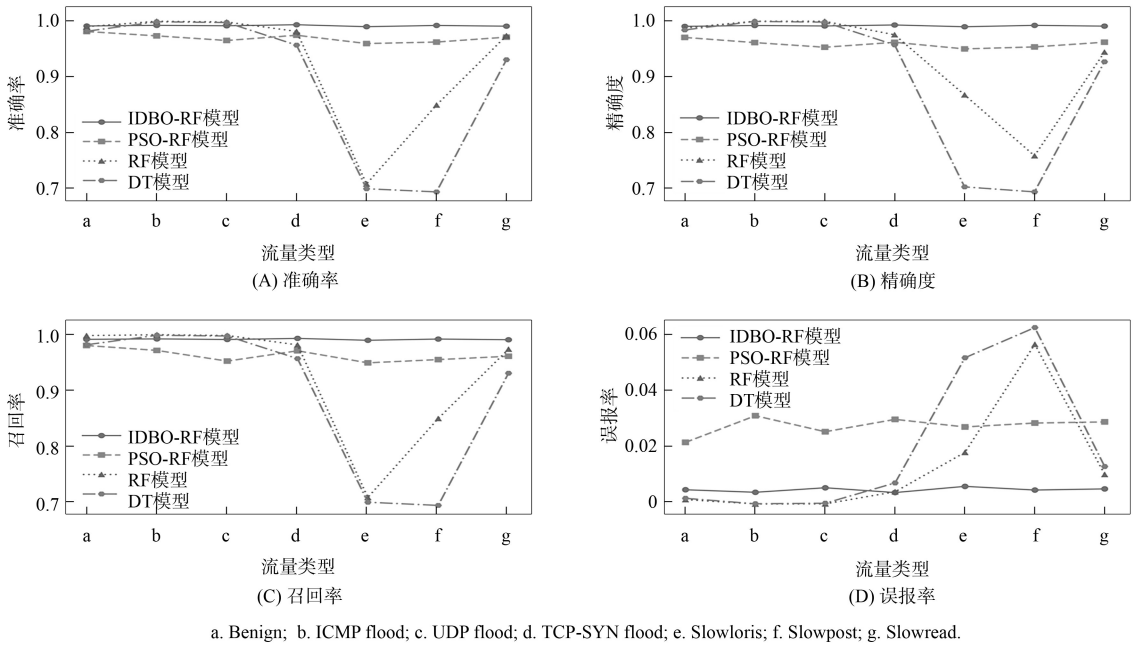 1.0
0.9
0.8
0.7
准确率
IDBO-RF模型
PSO-RF模型
RF模型
DT模型
a b c d e f g
流量类型
(A) 准确率
1.0
0.9
0.8
0.7
精确度
IDBO-RF模型
PSO-RF模型
RF模型
DT模型
a b c d e f g
流量类型
(B) 精确度
1.0
0.9
0.8
0.7
召回率
IDBO-RF模型
PSO-RF模型
RF模型
DT模型
a b c d e f g
流量类型
(C) 召回率
0.06
0.04
0.02
0
误报率
IDBO-RF模型
PSO-RF模型
RF模型
DT模型
a b c d e f g
流量类型
(D) 误报率
a. Benign; b. ICMP flood; c. UDP flood; d. TCP-SYN flood; e. Slowloris; f. Slowpost; g. Slowread.